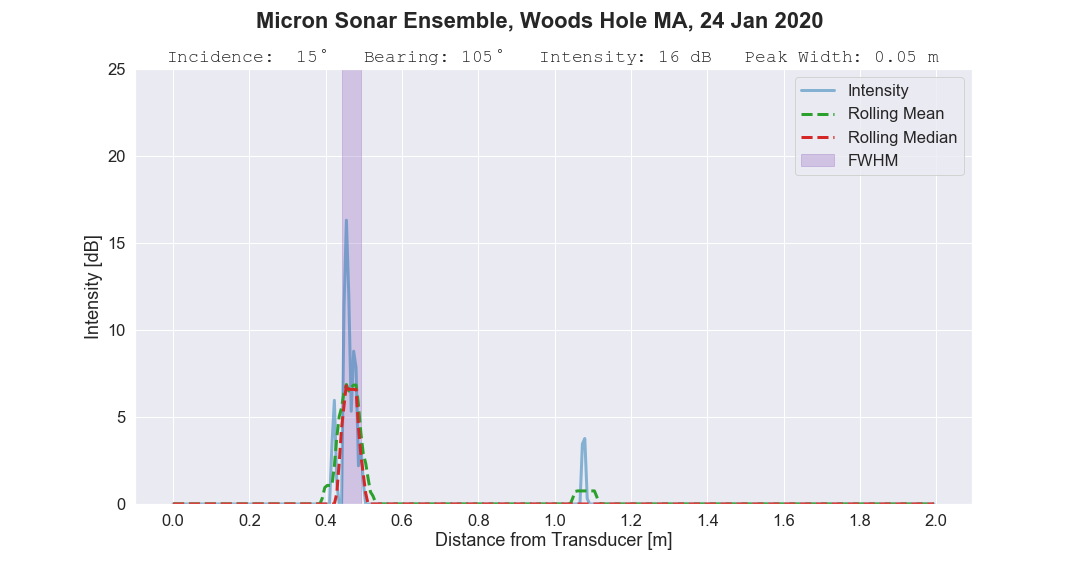 Micron Sonar Ensemble, Woods Hole MA, 24 Jan 2020
Incidence: 15° Bearing: 105° Intensity: 16 dB Peak Width: 0.05 m
25
20
15
10
5
0
Intensity [dB]
Intensity
Rolling Mean
Rolling Median
FWHM
0.0 0.2 0.4 0.6 0.8 1.0 1.2 1.4 1.6 1.8 2.0
Distance from Transducer [m]